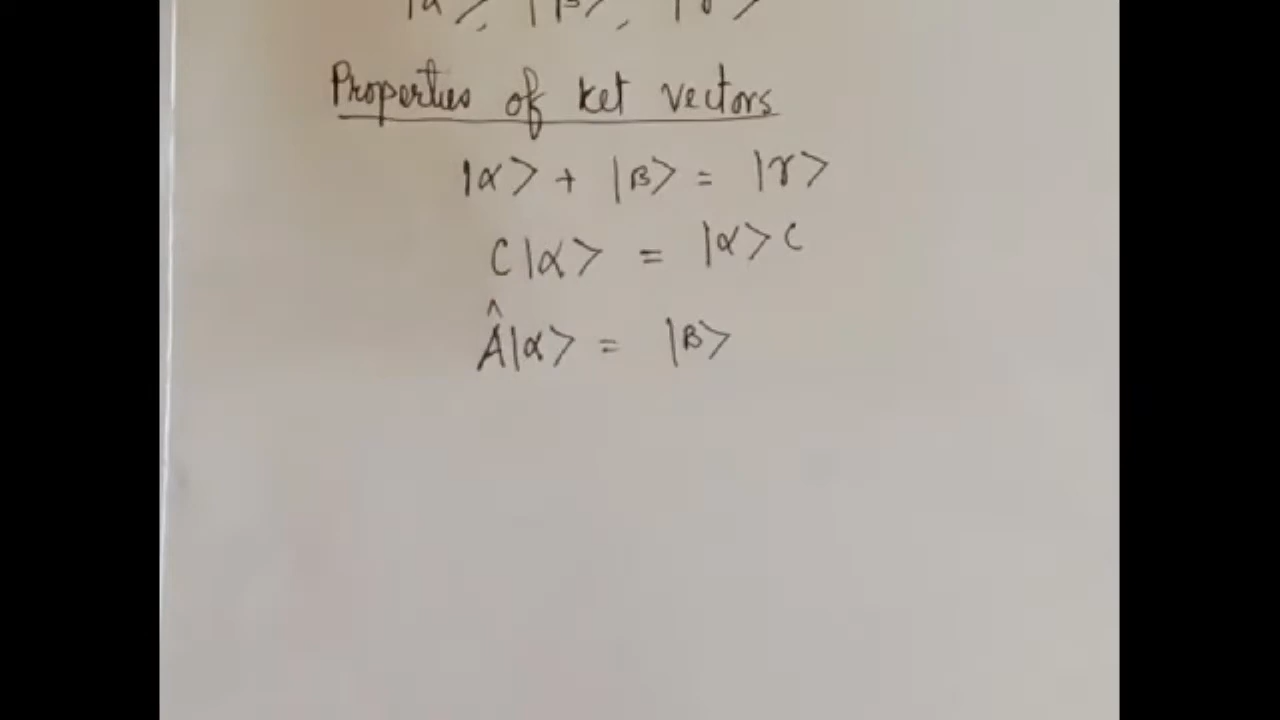 |α>, |β>, |γ>
Properties of ket vectors
|α> + |β> = |γ>
C|α> = |α>C
Â|α> = |β>